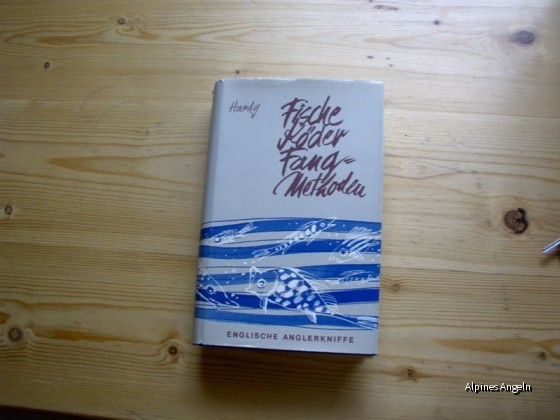 Hardy
Fische
Köder
Fang=
Methoden
ENGLISCHE ANGLERKNIFFE
Alpines Angeln